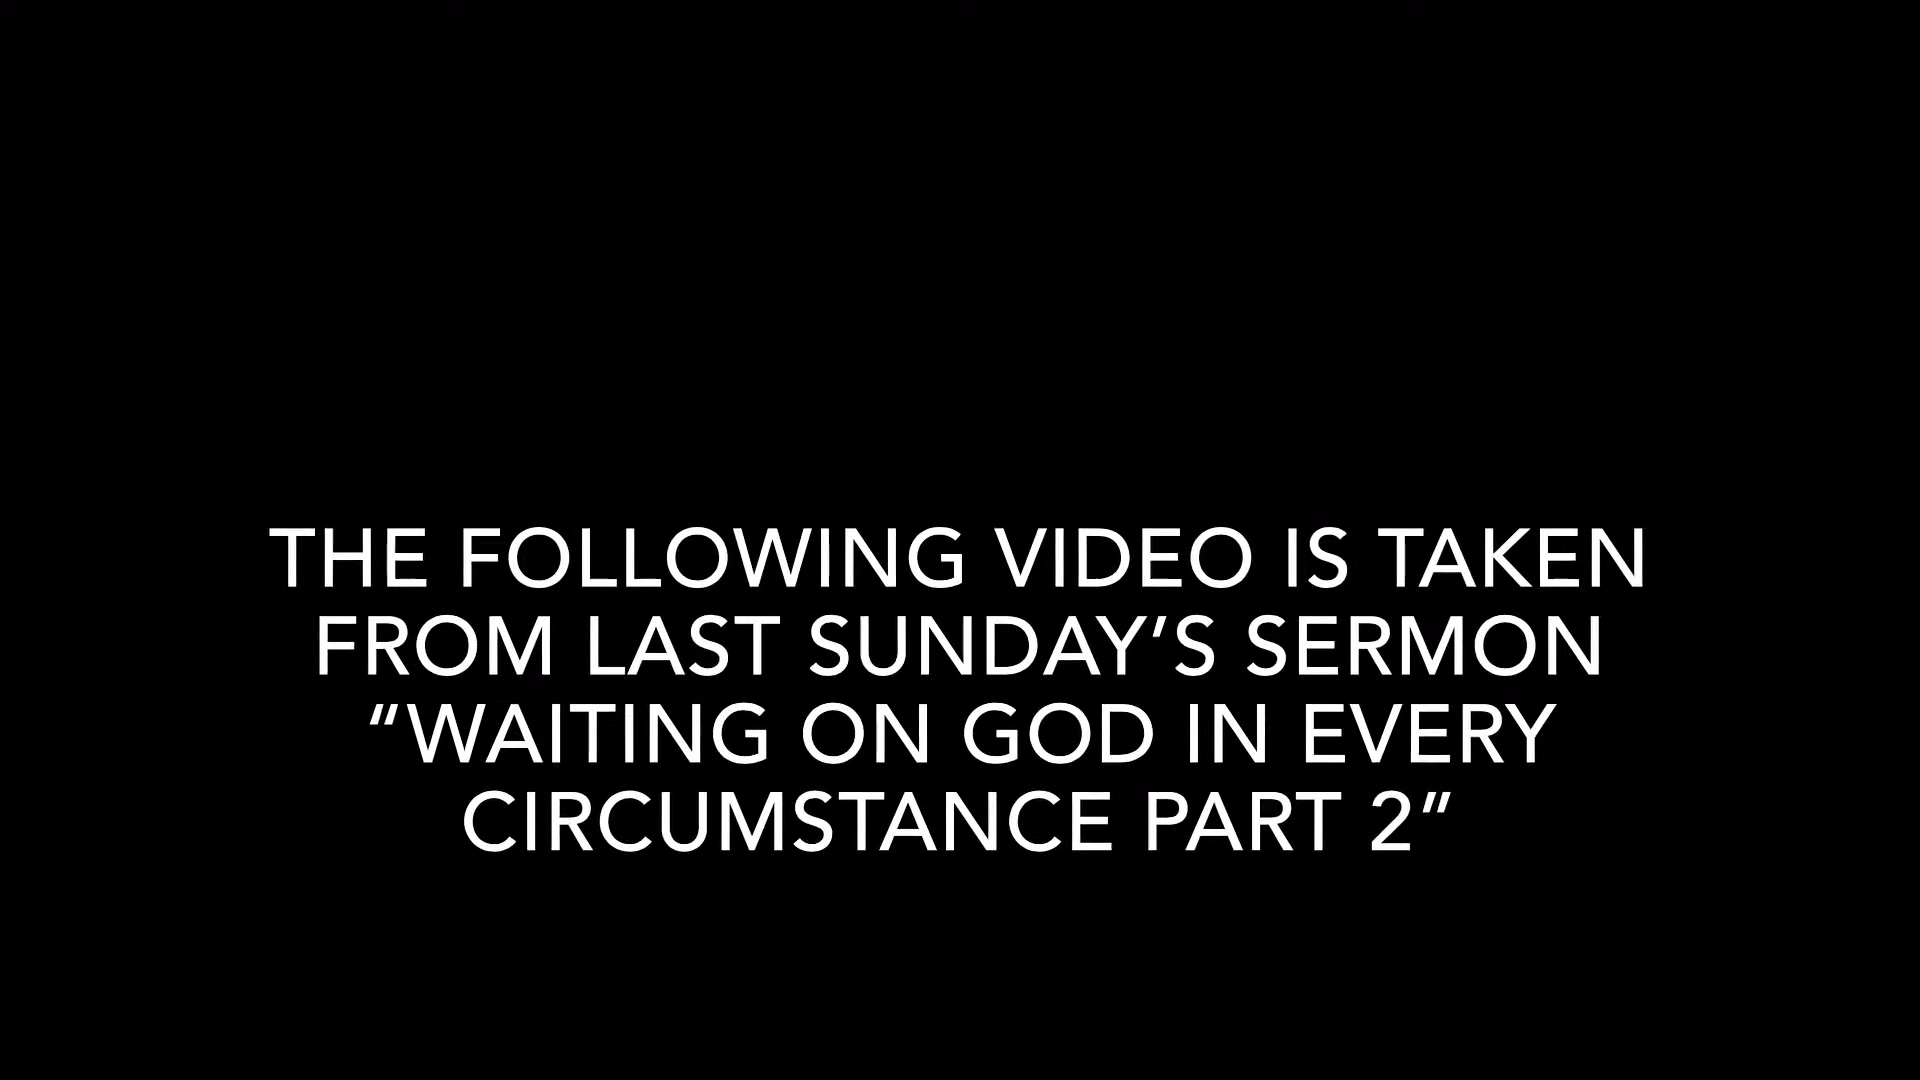 THE FOLLOWING VIDEO IS TAKEN
FROM LAST SUNDAY’S SERMON
“WAITING ON GOD IN EVERY
CIRCUMSTANCE PART 2”